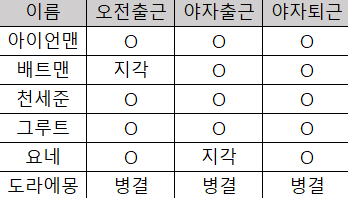 이름 오전출근 야자출근 야자퇴근
아이언맨 O O O
배트맨 지각 O O
천세준 O O O
그루트 O O O
요네 O 지각 O
도라에몽 병결 병결 병결